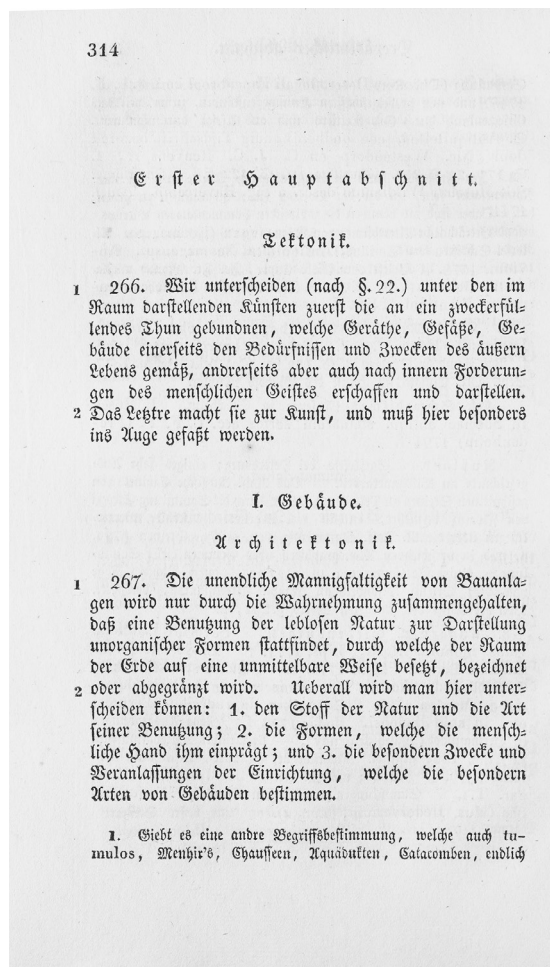 314
Erster Hauptabschnitt.
Tektonik.
1 266. Wir unterscheiden (nach §. 22.) unter den im
Raum darstellenden Künsten zuerst die an ein zweckerfül-
lendes Thun gebundnen, welche Geräthe, Gefäße, Ge-
bäude einerseits den Bedürfnissen und Zwecken des äußern
Lebens gemäß, andrerseits aber auch nach innern Forderun-
gen des menschlichen Geistes erschaffen und darstellen.
2 Das Letztre macht sie zur Kunst, und muß hier besonders
ins Auge gefaßt werden.
I. Gebäude.
Architektonik.
1 267. Die unendliche Mannigfaltigkeit von Bauanla-
gen wird nur durch die Wahrnehmung zusammengehalten,
daß eine Benutzung der leblosen Natur zur Darstellung
unorganischer Formen stattfindet, durch welche der Raum
der Erde auf eine unmittelbare Weise besetzt, bezeichnet
2 oder abgegränzt wird. Ueberall wird man hier unter-
scheiden können: 1. den Stoff der Natur und die Art
seiner Benutzung; 2. die Formen, welche die mensch-
liche Hand ihm einprägt; und 3. die besondern Zwecke und
Veranlassungen der Einrichtung, welche die besondern
Arten von Gebäuden bestimmen.
1. Giebt es eine andre Begriffsbestimmung, welche auch tu-
mulos, Menhir's, Chausseen, Aquädukten, Catacomben, endlich